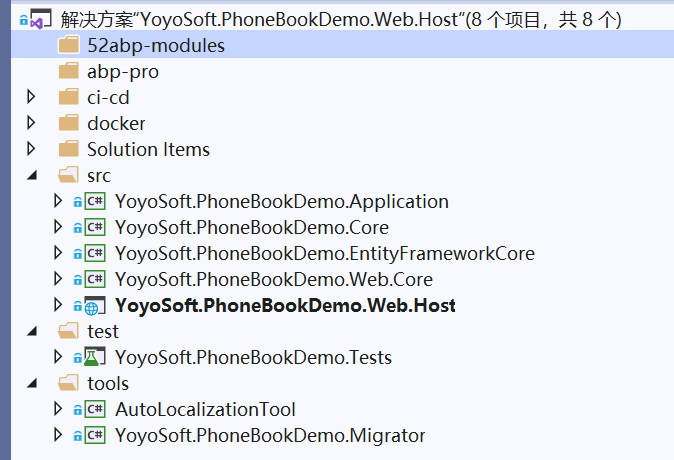 解决方案"YoyoSoft.PhoneBookDemo.Web.Host"(8 个项目，共 8 个)
52abp-modules
abp-pro
ci-cd
docker
Solution Items
src
C# YoyoSoft.PhoneBookDemo.Application
C# YoyoSoft.PhoneBookDemo.Core
C# YoyoSoft.PhoneBookDemo.EntityFrameworkCore
C# YoyoSoft.PhoneBookDemo.Web.Core
YoyoSoft.PhoneBookDemo.Web.Host
test
YoyoSoft.PhoneBookDemo.Tests
tools
C# AutoLocalizationTool
C# YoyoSoft.PhoneBookDemo.Migrator